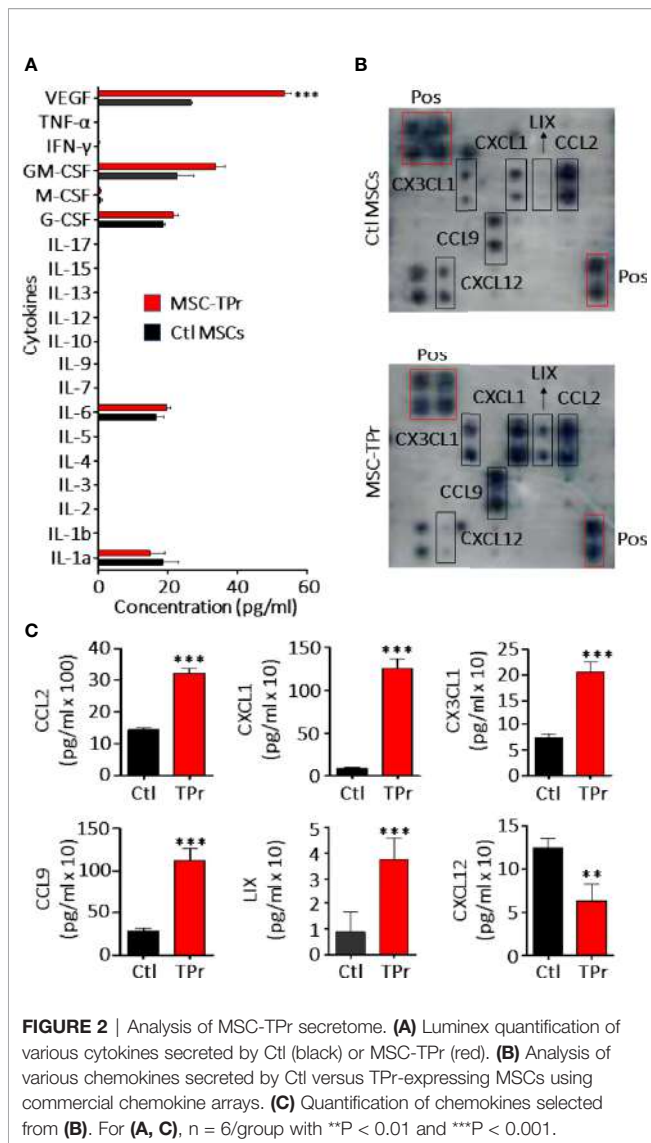 A
VEGF
***
TNF-α
IFN-γ
GM-CSF
M-CSF
G-CSF
IL-17
IL-15
IL-13
IL-12
IL-10
IL-9
IL-7
IL-6
IL-5
IL-4
IL-3
IL-2
IL-1b
IL-1a
Cytokines
MSC-TPr
Ctl MSCs
0 20 40 60
Concentration (pg/ml)
B
Pos
LIX
CXCL1
CCL2
CX3CL1
CCL9
CXCL12
Pos
Ctl MSCs
Pos
LIX
CXCL1
CCL2
CX3CL1
CCL9
CXCL12
Pos
MSC-TPr
C
CCL2
(pg/ml x 100)
40
30
20
10
0
***
Ctl TPr
CXCL1
(pg/ml x 10)
150
100
50
0
***
Ctl TPr
CX3CL1
(pg/ml x 10)
25
20
15
10
5
0
***
Ctl TPr
CCL9
(pg/ml x 10)
150
100
50
0
***
Ctl TPr
LIX
(pg/ml x 10)
5
4
3
2
1
0
***
Ctl TPr
CXCL12
(pg/ml x 10)
15
10
5
0
**
Ctl TPr
FIGURE 2 | Analysis of MSC-TPr secretome. (A) Luminex quantification of
various cytokines secreted by Ctl (black) or MSC-TPr (red). (B) Analysis of
various chemokines secreted by Ctl versus TPr-expressing MSCs using
commercial chemokine arrays. (C) Quantification of chemokines selected
from (B). For (A, C), n = 6/group with **P < 0.01 and ***P < 0.001.